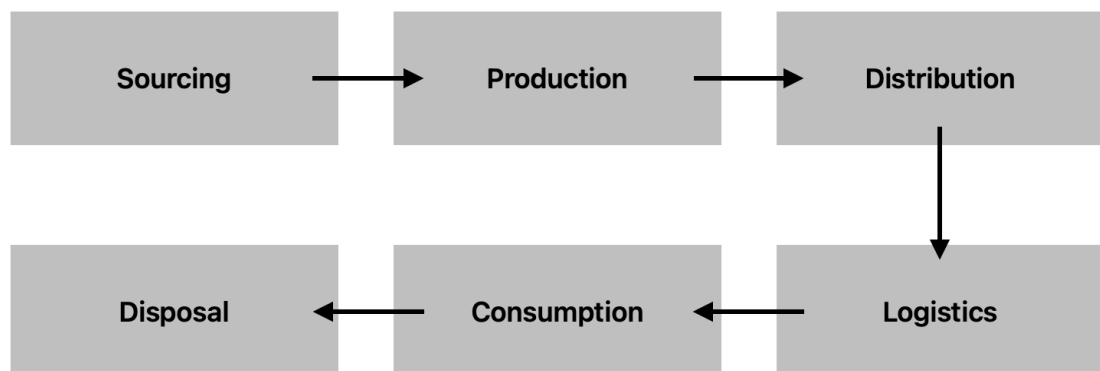 Sourcing
Production
Distribution
Logistics
Consumption
Disposal